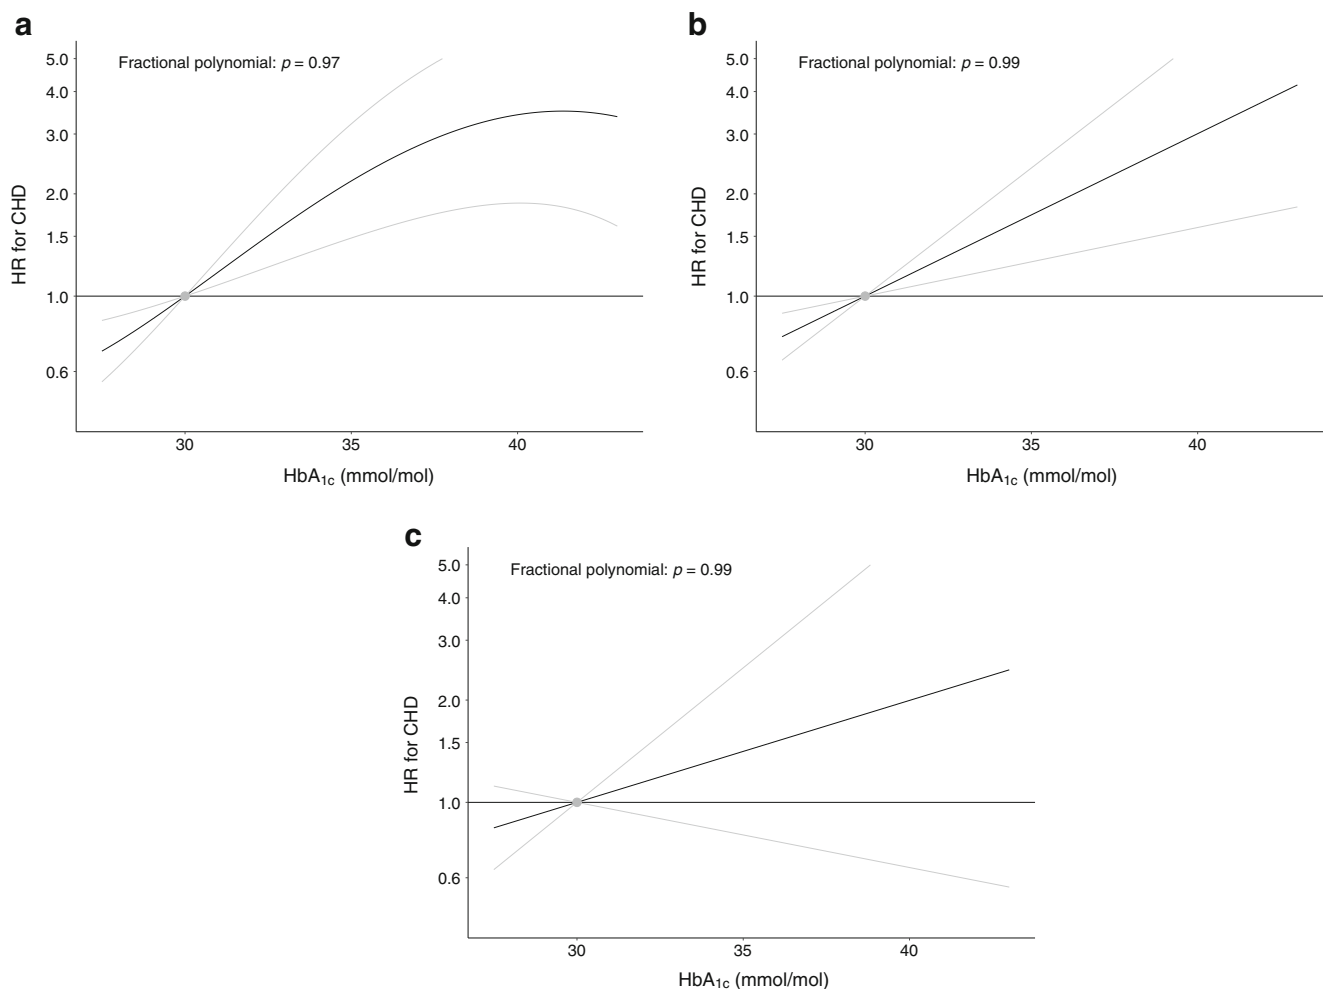 a
Fractional polynomial: p = 0.97
5.0
4.0
3.0
2.0
1.5
1.0
0.6
HR for CHD
30 35 40
HbA1c (mmol/mol)
b
Fractional polynomial: p = 0.99
5.0
4.0
3.0
2.0
1.5
1.0
0.6
HR for CHD
30 35 40
HbA1c (mmol/mol)
c
Fractional polynomial: p = 0.99
5.0
4.0
3.0
2.0
1.5
1.0
0.6
HR for CHD
30 35 40
HbA1c (mmol/mol)